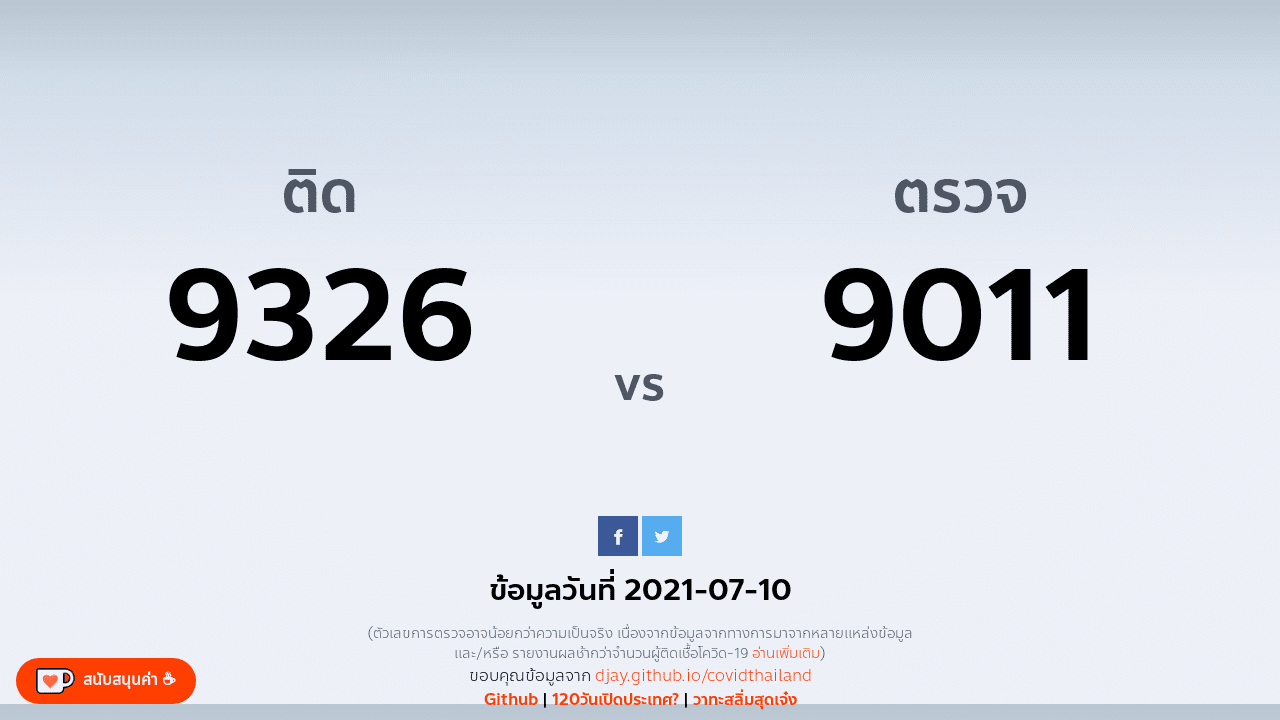 ติด
9326
vs
ตรวจ
9011
ข้อมูลวันที่ 2021-07-10
(ตัวเลขการตรวจอาจน้อยกว่าความเป็นจริง เนื่องจากข้อมูลจากทางการมาจากหลายแหล่งข้อมูล
และ/หรือ รายงานผลช้ากว่าจำนวนผู้ติดเชื้อโควิด-19 อ่านเพิ่มเติม)
ขอบคุณข้อมูลจาก djay.github.io/covidthailand
Github | 120วันเปิดประเทศ? | วาทะสลิ่มสุดเจ๋ง
สนับสนุนค่า ☕